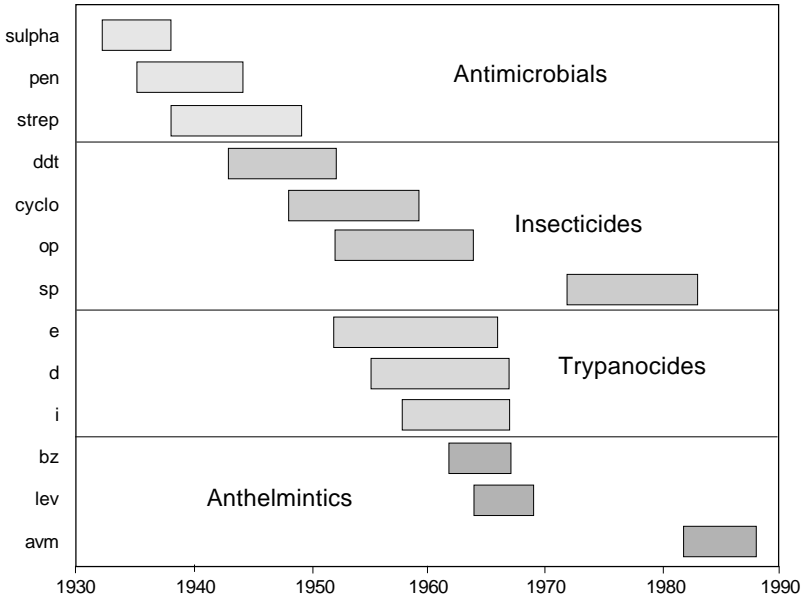 sulpha
pen
Antimicrobials
strep
ddt
cyclo
Insecticides
op
sp
e
d
Trypanocides
i
bz
lev
Anthelmintics
avm
1930 1940 1950 1960 1970 1980 1990